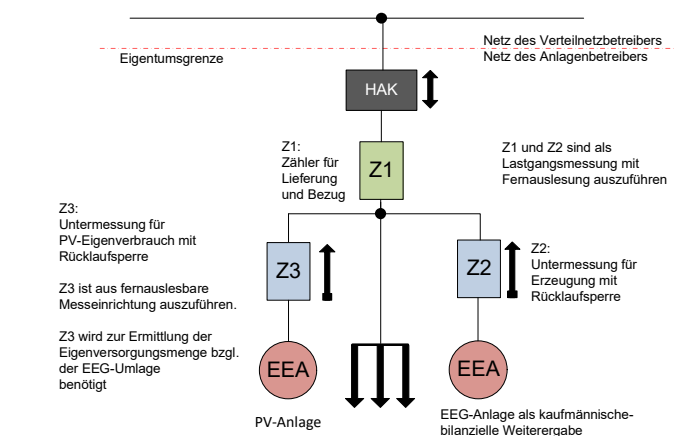 Netz des Verteilnetzbetreibers
Eigentumsgrenze
Netz des Anlagenbetreibers
HAK
Z1:
Zähler für
Lieferung
und Bezug
Z1
Z1 und Z2 sind als
Lastgangsmessung mit
Fernauslesung auszuführen
Z3:
Untermessung für
PV-Eigenverbrauch mit
Rücklaufsperre
Z3 ist aus fernauslesbare
Messeinrichtung auszuführen.
Z3 wird zur Ermittlung der
Eigenversorgungsmenge bzgl.
der EEG-Umlage
benötigt
Z3
Z2
Z2:
Untermessung für
Erzeugung mit
Rücklaufsperre
EEA
EEA
PV-Anlage
EEG-Anlage als kaufmännische-
bilanzielle Weiterergabe